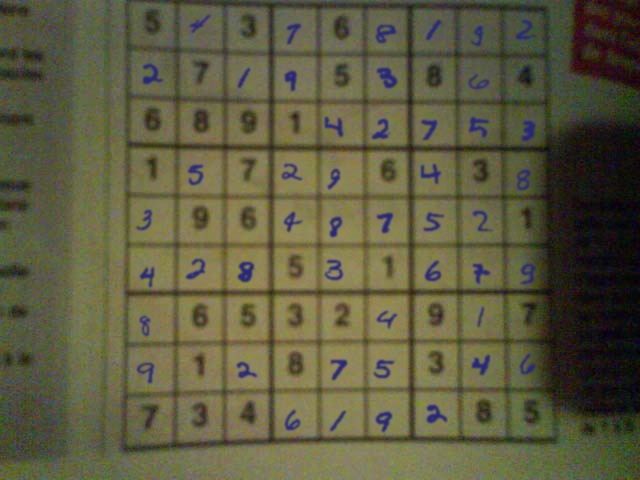 5 4 3 7 6 8 1 9 2
2 7 1 9 5 3 8 6 4
6 8 9 1 4 2 7 5 3
1 5 7 2 9 6 4 3 8
3 9 6 4 8 7 5 2 1
4 2 8 5 3 1 6 7 9
8 6 5 3 2 4 9 1 7
9 1 2 8 7 5 3 4 6
7 3 4 6 1 9 2 8 5